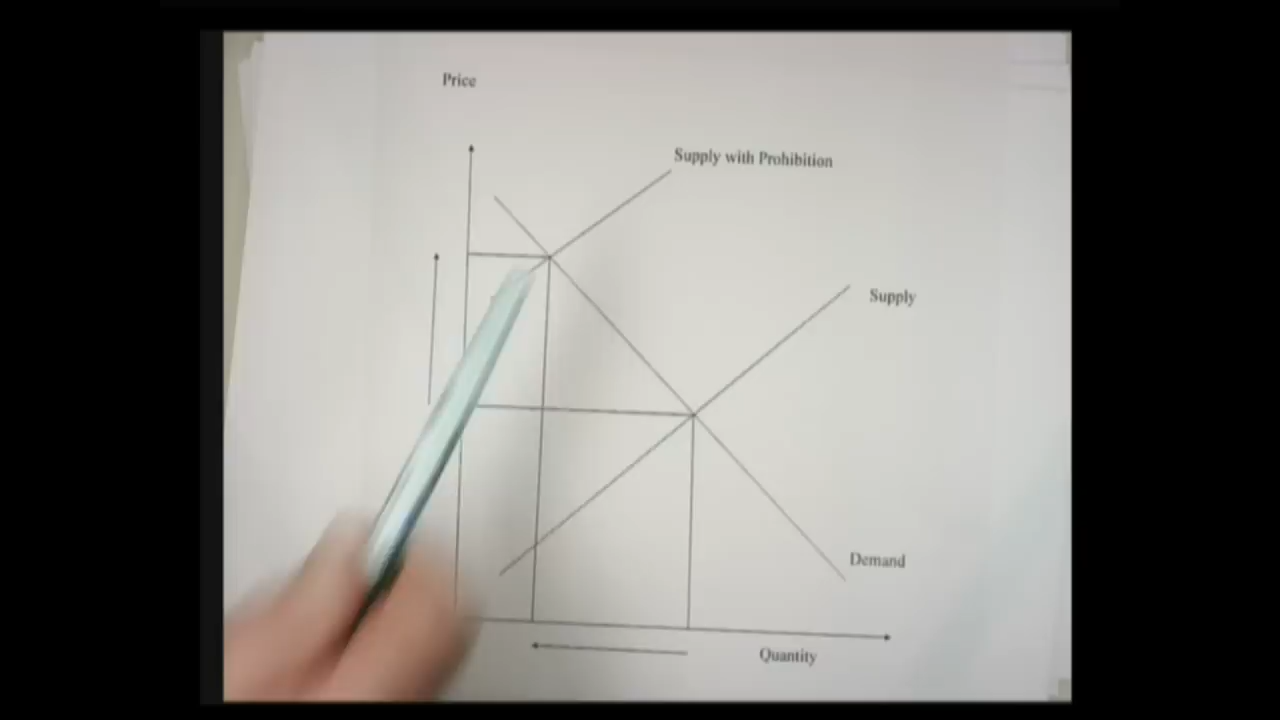 Price
Supply with Prohibition
Supply
Demand
Quantity